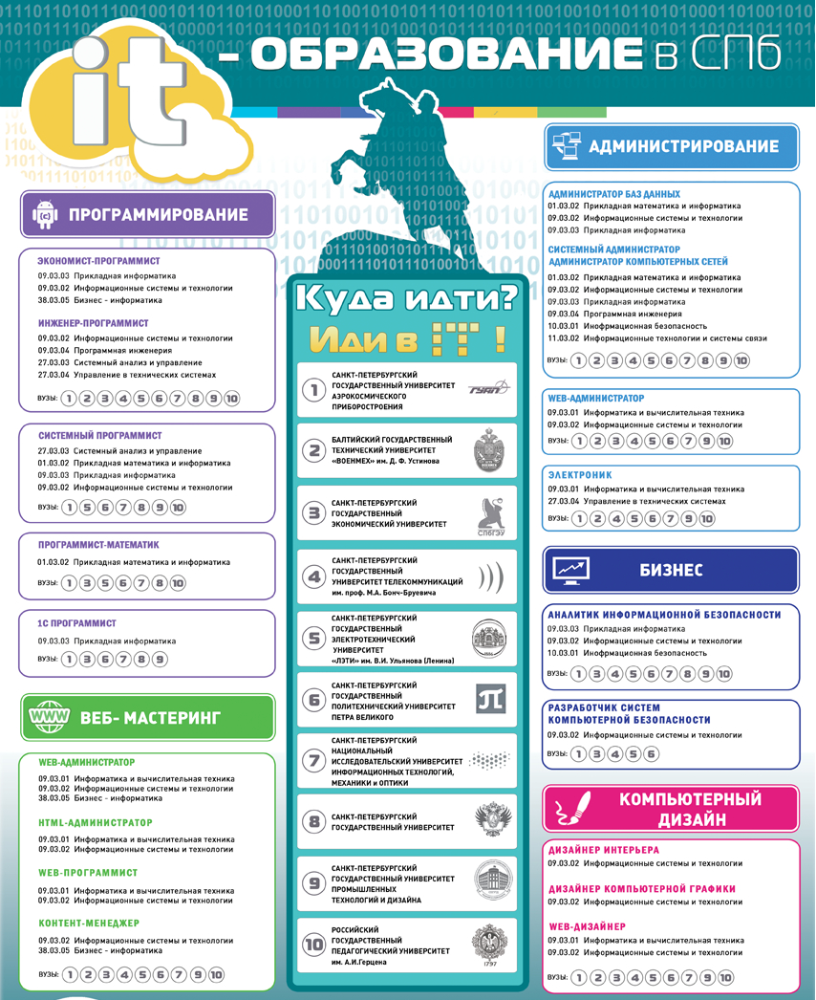 it - ОБРАЗОВАНИЕ в СПб
ПРОГРАММИРОВАНИЕ
ЭКОНОМИСТ-ПРОГРАММИСТ
09.03.03 Прикладная информатика
09.03.02 Информационные системы и технологии
38.03.05 Бизнес - информатика
ИНЖЕНЕР-ПРОГРАММИСТ
09.03.02 Информационные системы и технологии
09.03.04 Программная инженерия
27.03.03 Системный анализ и управление
27.03.04 Управление в технических системах
ВУЗЫ: 1 2 3 4 5 6 7 8 9 10
СИСТЕМНЫЙ ПРОГРАММИСТ
27.03.03 Системный анализ и управление
01.03.02 Прикладная математика и информатика
09.03.03 Прикладная информатика
09.03.02 Информационные системы и технологии
ВУЗЫ: 1 5 6 7 8 9 10
ПРОГРАММИСТ-МАТЕМАТИК
01.03.02 Прикладная математика и информатика
ВУЗЫ: 1 3 5 6 7 8 10
1С ПРОГРАММИСТ
09.03.03 Прикладная информатика
ВУЗЫ: 1 3 6 7 8 9
www ВЕБ- МАСТЕРИНГ
WEB-АДМИНИСТРАТОР
09.03.01 Информатика и вычислительная техника
09.03.02 Информационные системы и технологии
38.03.05 Бизнес - информатика
HTML-АДМИНИСТРАТОР
09.03.01 Информатика и вычислительная техника
09.03.02 Информационные системы и технологии
WEB-ПРОГРАММИСТ
09.03.01 Информатика и вычислительная техника
09.03.02 Информационные системы и технологии
КОНТЕНТ-МЕНЕДЖЕР
09.03.02 Информационные системы и технологии
38.03.05 Бизнес - информатика
ВУЗЫ: 1 2 3 4 5 6 7 9 10
Куда идти?
Иди в IT !
1 САНКТ-ПЕТЕРБУРГСКИЙ
ГОСУДАРСТВЕННЫЙ УНИВЕРСИТЕТ
АЭРОКОСМИЧЕСКОГО
ПРИБОРОСТРОЕНИЯ
ГУАП
2 БАЛТИЙСКИЙ ГОСУДАРСТВЕННЫЙ
ТЕХНИЧЕСКИЙ УНИВЕРСИТЕТ
«ВОЕНМЕХ» им. Д. Ф. Устинова
3 САНКТ-ПЕТЕРБУРГСКИЙ
ГОСУДАРСТВЕННЫЙ
ЭКОНОМИЧЕСКИЙ УНИВЕРСИТЕТ
СПбГЭУ
4 САНКТ-ПЕТЕРБУРГСКИЙ
ГОСУДАРСТВЕННЫЙ
УНИВЕРСИТЕТ ТЕЛЕКОММУНИКАЦИЙ
им. проф. М.А. Бонч-Бруевича
5 САНКТ-ПЕТЕРБУРГСКИЙ
ГОСУДАРСТВЕННЫЙ
ЭЛЕКТРОТЕХНИЧЕСКИЙ
УНИВЕРСИТЕТ
«ЛЭТИ» им. В.И. Ульянова (Ленина)
1886
6 САНКТ-ПЕТЕРБУРГСКИЙ
ГОСУДАРСТВЕННЫЙ
ПОЛИТЕХНИЧЕСКИЙ УНИВЕРСИТЕТ
ПЕТРА ВЕЛИКОГО
7 САНКТ-ПЕТЕРБУРГСКИЙ
НАЦИОНАЛЬНЫЙ
ИССЛЕДОВАТЕЛЬСКИЙ УНИВЕРСИТЕТ
ИНФОРМАЦИОННЫХ ТЕХНОЛОГИЙ,
МЕХАНИКИ и ОПТИКИ
8 САНКТ-ПЕТЕРБУРГСКИЙ
ГОСУДАРСТВЕННЫЙ УНИВЕРСИТЕТ
9 САНКТ-ПЕТЕРБУРГСКИЙ
ГОСУДАРСТВЕННЫЙ УНИВЕРСИТЕТ
ПРОМЫШЛЕННЫХ
ТЕХНОЛОГИЙ И ДИЗАЙНА
10 РОССИЙСКИЙ
ГОСУДАРСТВЕННЫЙ
ПЕДАГОГИЧЕСКИЙ УНИВЕРСИТЕТ
им. А.И.Герцена
1797
АДМИНИСТРИРОВАНИЕ
АДМИНИСТРАТОР БАЗ ДАННЫХ
01.03.02 Прикладная математика и информатика
09.03.02 Информационные системы и технологии
09.03.03 Прикладная информатика
СИСТЕМНЫЙ АДМИНИСТРАТОР
АДМИНИСТРАТОР КОМПЬЮТЕРНЫХ СЕТЕЙ
01.03.02 Прикладная математика и информатика
09.03.02 Информационные системы и технологии
09.03.03 Прикладная информатика
09.03.04 Программная инженерия
10.03.01 Инофрмационная безопасность
11.03.02 Информационные технологии и системы связи
ВУЗЫ: 1 2 3 4 5 6 7 8 9 10
WEB-АДМИНИСТРАТОР
09.03.01 Информатика и вычислительная техника
09.03.02 Информационные системы и технологии
ВУЗЫ: 1 2 3 4 5 6 7 9 10
ЭЛЕКТРОНИК
09.03.01 Информатика и вычислительная техника
27.03.04 Управление в технических системах
ВУЗЫ: 1 2 4 5 6 7 9 10
БИЗНЕС
АНАЛИТИК ИНФОРМАЦИОННОЙ БЕЗОПАСНОСТИ
09.03.03 Прикладная информатика
09.03.02 Информационные системы и технологии
10.03.01 Инофрмационная безопасность
ВУЗЫ: 1 3 4 5 6 7 8 9 10
РАЗРАБОТЧИК СИСТЕМ
КОМПЬЮТЕРНОЙ БЕЗОПАСНОСТИ
09.03.02 Информационные системы и технологии
ВУЗЫ: 1 3 4 5 6
КОМПЬЮТЕРНЫЙ
ДИЗАЙН
ДИЗАЙНЕР ИНТЕРЬЕРА
09.03.02 Информационные системы и технологии
ДИЗАЙНЕР КОМПЬЮТЕРНОЙ ГРАФИКИ
09.03.02 Информационные системы и технологии
WEB-ДИЗАЙНЕР
09.03.01 Информатика и вычислительная техника
09.03.02 Информационные системы и технологии
ВУЗЫ: 1 2 3 4 5 6 7 9 10